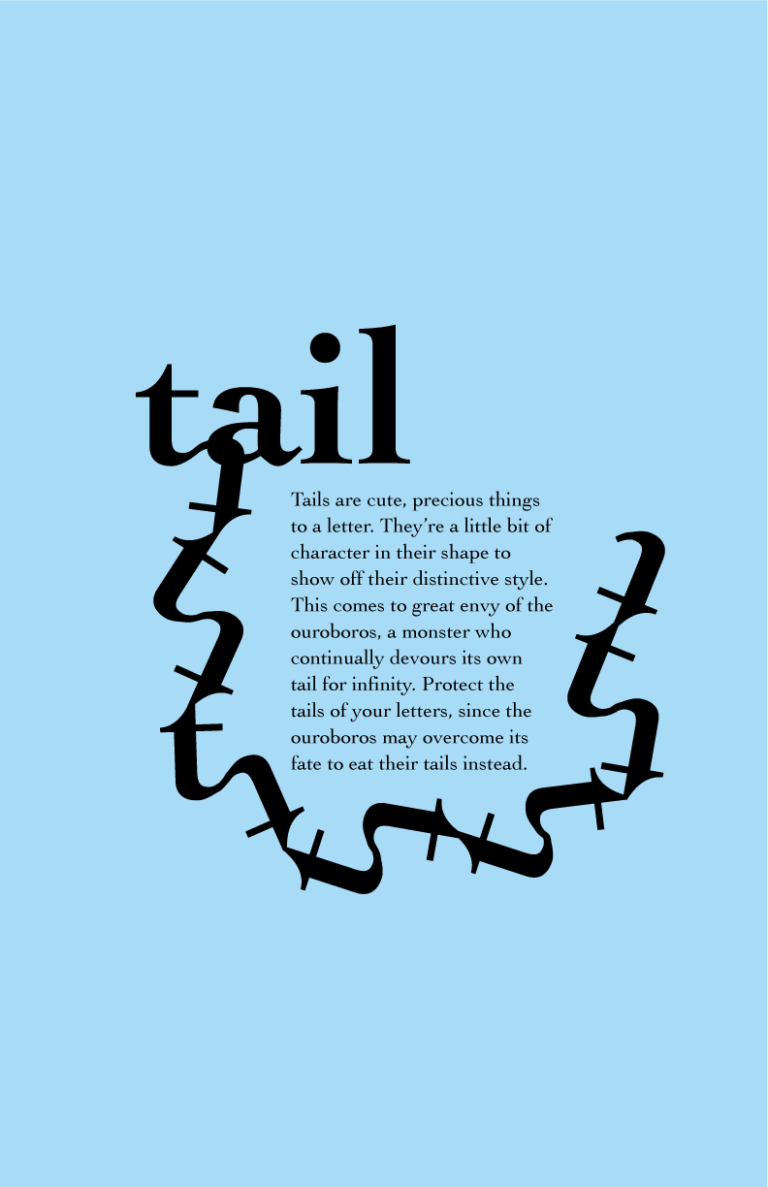 tail
Tails are cute, precious things
to a letter. They're a little bit of
character in their shape to
show off their distinctive style.
This comes to great envy of the
ouroboros, a monster who
continually devours its own
tail for infinity. Protect the
tails of your letters, since the
ouroboros may overcome its
fate to eat their tails instead.